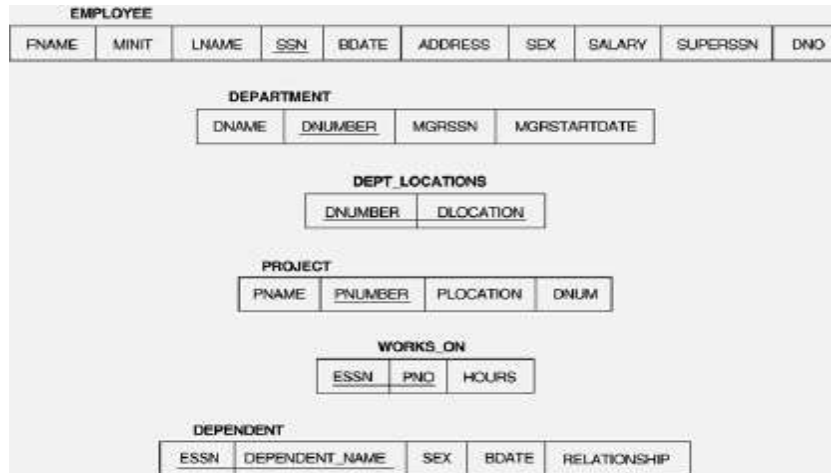 EMPLOYEE
FNAME MINIT LNAME SSN BDATE ADDRESS SEX SALARY SUPERSSN DNO
DEPARTMENT
DNAME DNUMBER MGRSSN MGRSTARTDATE
DEPT_LOCATIONS
DNUMBER DLOCATION
PROJECT
PNAME PNUMBER PLOCATION DNUM
WORKS_ON
ESSN PNO HOURS
DEPENDENT
ESSN DEPENDENT_NAME SEX BDATE RELATIONSHIP